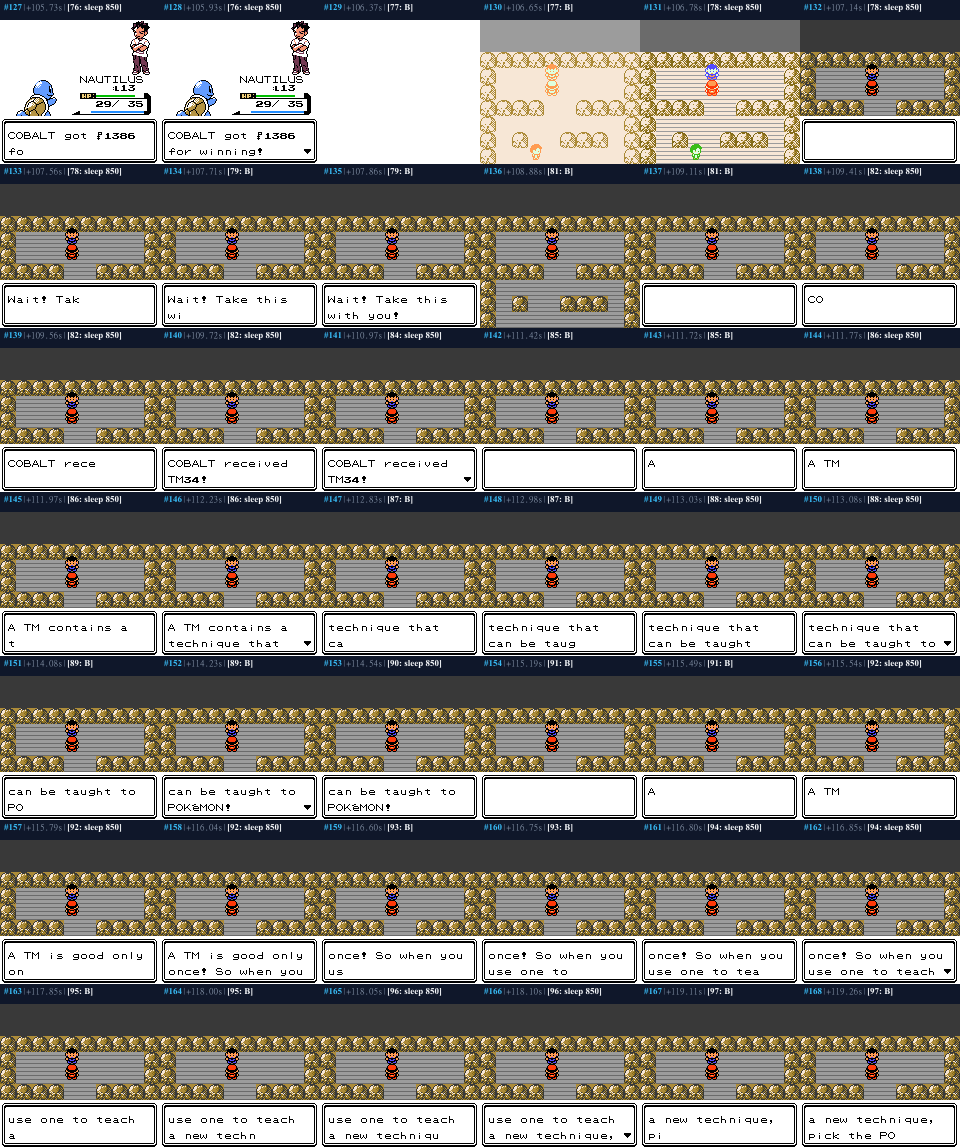 #127 | +105.73s | [76: sleep 850]
#128 | +105.93s | [76: sleep 850]
#129 | +106.37s | [77: B]
#130 | +106.65s | [77: B]
#131 | +106.78s | [78: sleep 850]
#132 | +107.14s | [78: sleep 850]
NAUTILUS
:L13
HP:
29/ 35
COBALT got ₽1386
fo
NAUTILUS
:L13
HP:
29/ 35
COBALT got ₽1386
for winning!
#133 | +107.56s | [78: sleep 850]
#134 | +107.71s | [79: B]
#135 | +107.86s | [79: B]
#136 | +108.88s | [81: B]
#137 | +109.11s | [81: B]
#138 | +109.41s | [82: sleep 850]
Wait! Tak
Wait! Take this
wi
Wait! Take this
with you!
CO
#139 | +109.56s | [82: sleep 850]
#140 | +109.72s | [82: sleep 850]
#141 | +110.97s | [84: sleep 850]
#142 | +111.42s | [85: B]
#143 | +111.72s | [85: B]
#144 | +111.77s | [86: sleep 850]
COBALT rece
COBALT received
TM34!
COBALT received
TM34!
A
A TM
#145 | +111.97s | [86: sleep 850]
#146 | +112.23s | [86: sleep 850]
#147 | +112.83s | [87: B]
#148 | +112.98s | [87: B]
#149 | +113.03s | [88: sleep 850]
#150 | +113.08s | [88: sleep 850]
A TM contains a
t
A TM contains a
technique that
technique that
ca
technique that
can be taug
technique that
can be taught
technique that
can be taught to
#151 | +114.08s | [89: B]
#152 | +114.23s | [89: B]
#153 | +114.54s | [90: sleep 850]
#154 | +115.19s | [91: B]
#155 | +115.49s | [91: B]
#156 | +115.54s | [92: sleep 850]
can be taught to
PO
can be taught to
POKéMON!
can be taught to
POKéMON!
A
A TM
#157 | +115.79s | [92: sleep 850]
#158 | +116.04s | [92: sleep 850]
#159 | +116.60s | [93: B]
#160 | +116.75s | [93: B]
#161 | +116.80s | [94: sleep 850]
#162 | +116.85s | [94: sleep 850]
A TM is good only
on
A TM is good only
once! So when you
once! So when you
us
once! So when you
use one to
once! So when you
use one to tea
once! So when you
use one to teach
#163 | +117.85s | [95: B]
#164 | +118.00s | [95: B]
#165 | +118.05s | [96: sleep 850]
#166 | +118.10s | [96: sleep 850]
#167 | +119.11s | [97: B]
#168 | +119.26s | [97: B]
use one to teach
a
use one to teach
a new techn
use one to teach
a new techniqu
use one to teach
a new technique,
a new technique,
pi
a new technique,
pick the PO